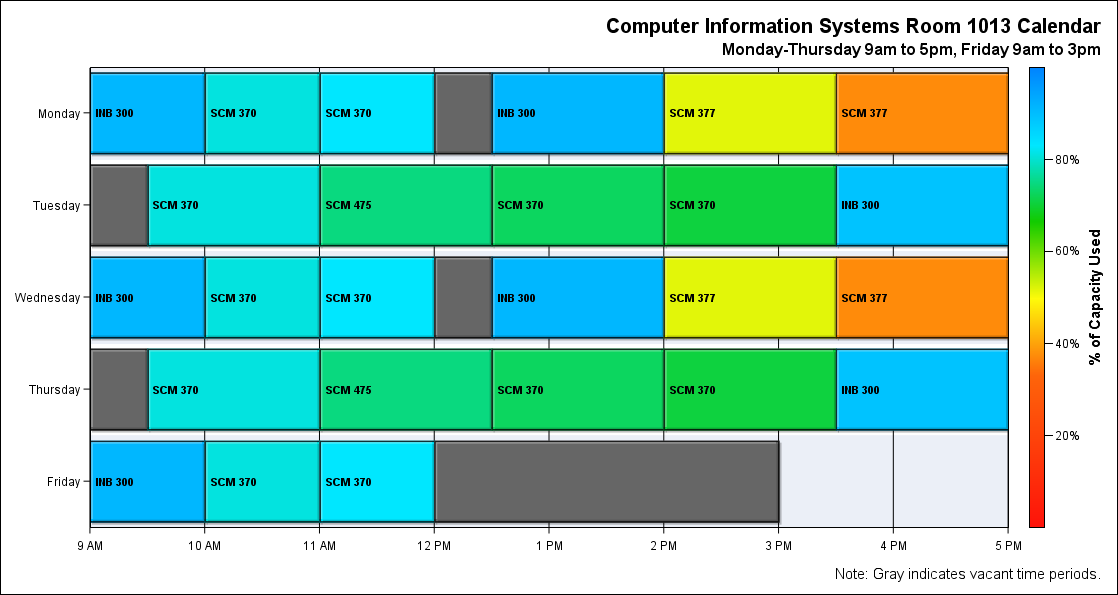 Computer Information Systems Room 1013 Calendar
Monday-Thursday 9am to 5pm, Friday 9am to 3pm
Monday INB 300 SCM 370 SCM 370 INB 300 SCM 377 SCM 377
Tuesday SCM 370 SCM 475 SCM 370 SCM 370 INB 300
Wednesday INB 300 SCM 370 SCM 370 INB 300 SCM 377 SCM 377
Thursday SCM 370 SCM 475 SCM 370 SCM 370 INB 300
Friday INB 300 SCM 370 SCM 370
9 AM 10 AM 11 AM 12 PM 1 PM 2 PM 3 PM 4 PM 5 PM
80%
60%
40%
20%
% of Capacity Used
Note: Gray indicates vacant time periods.